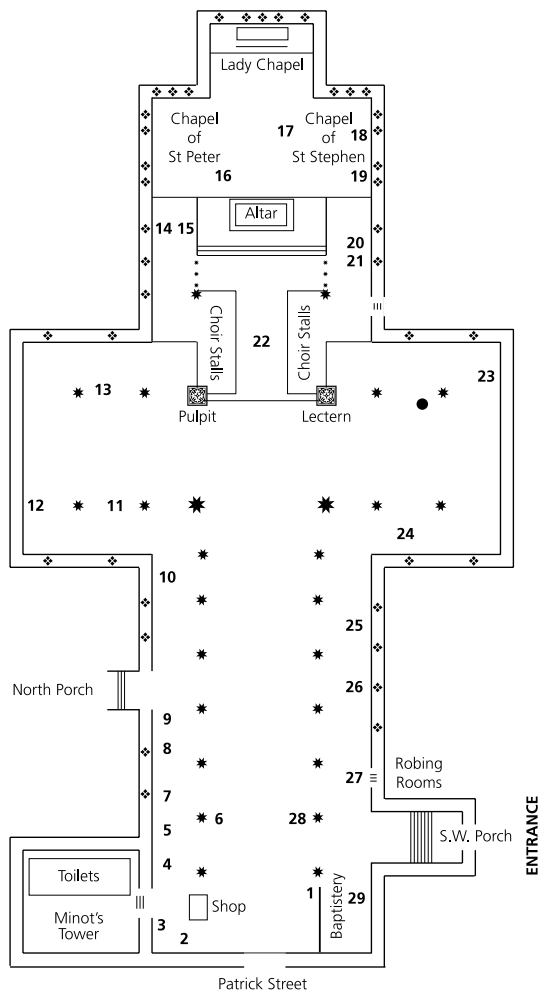 Lady Chapel
Chapel
of
St Peter
Chapel
of
St Stephen
17
18
16
19
Altar
14 15
20
21
Choir Stalls
22
Choir Stalls
23
13
Pulpit
Lectern
12
11
24
10
25
North Porch
26
9
8
27
Robing
Rooms
7
6
28
5
S.W. Porch
ENTRANCE
4
Toilets
1
29
Baptistery
Shop
Minot's
Tower
3
2
Patrick Street